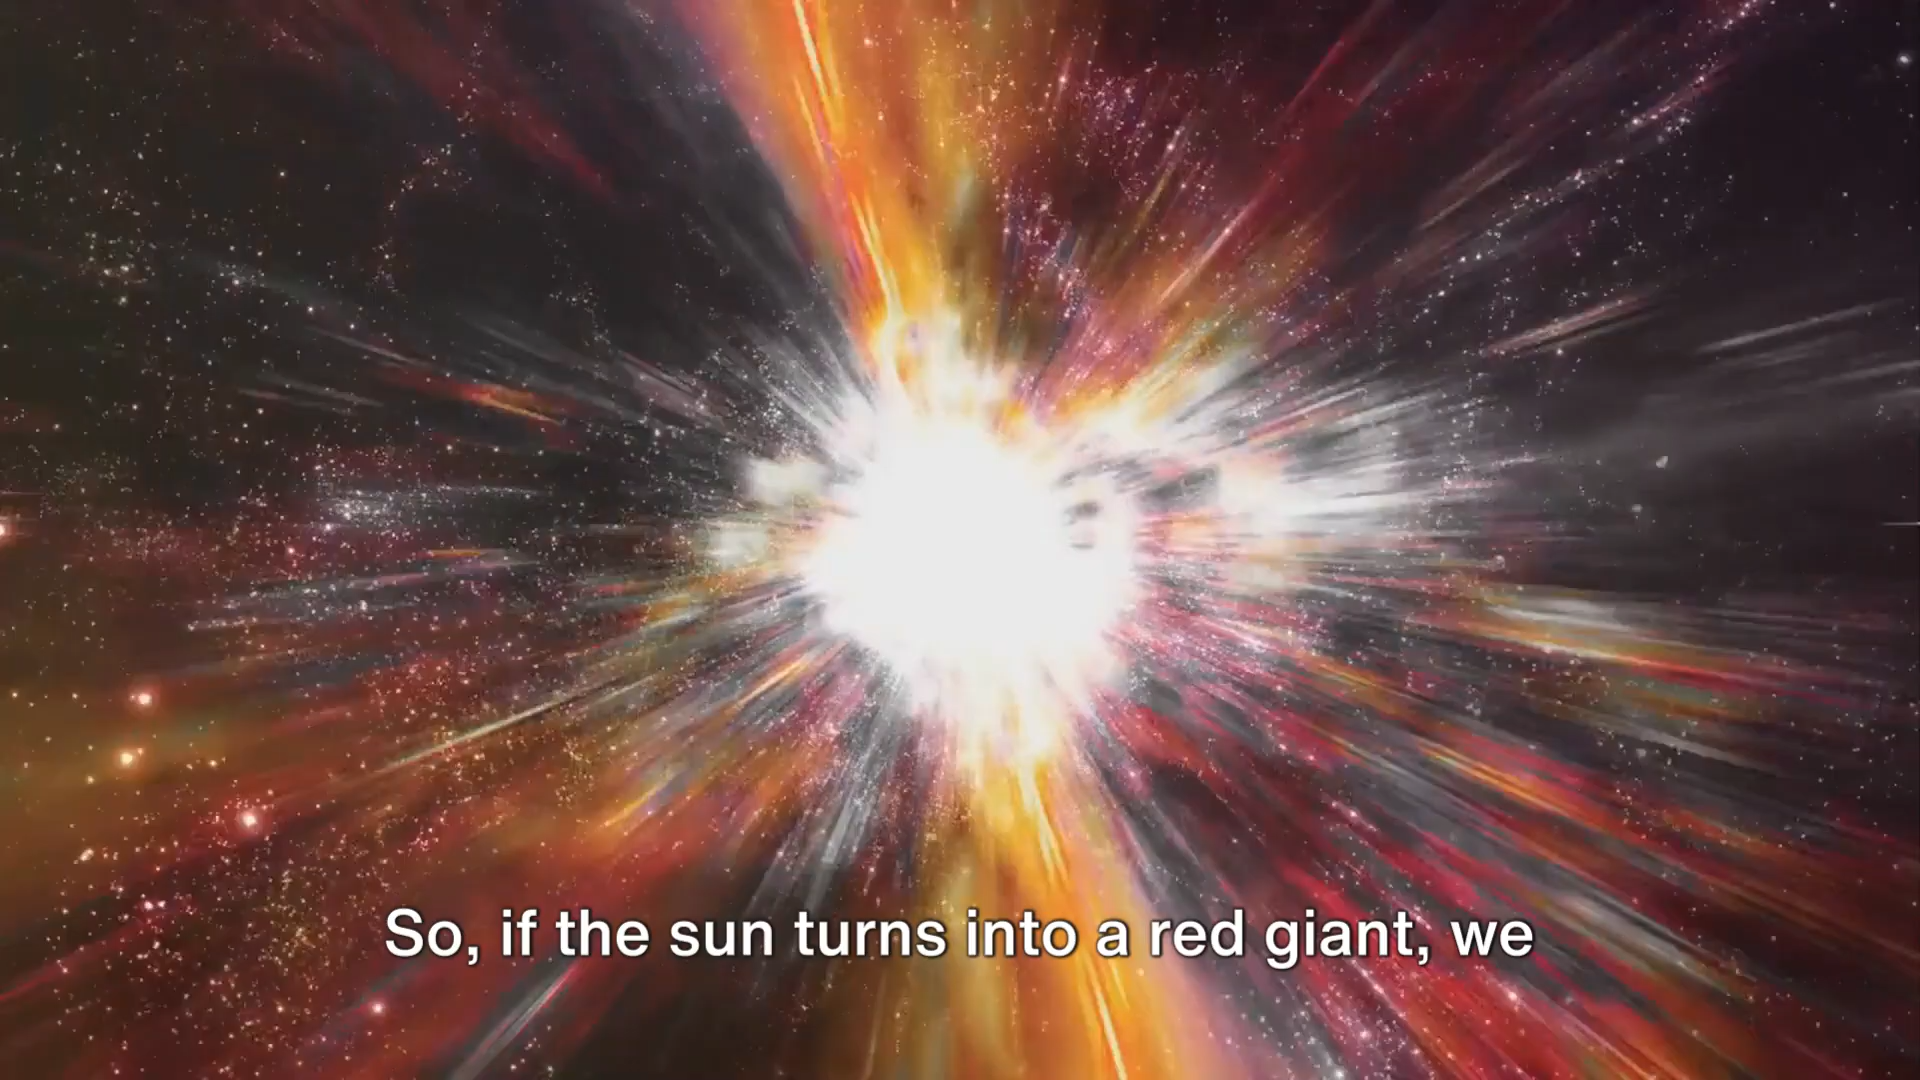 So, if the sun turns into a red giant, we